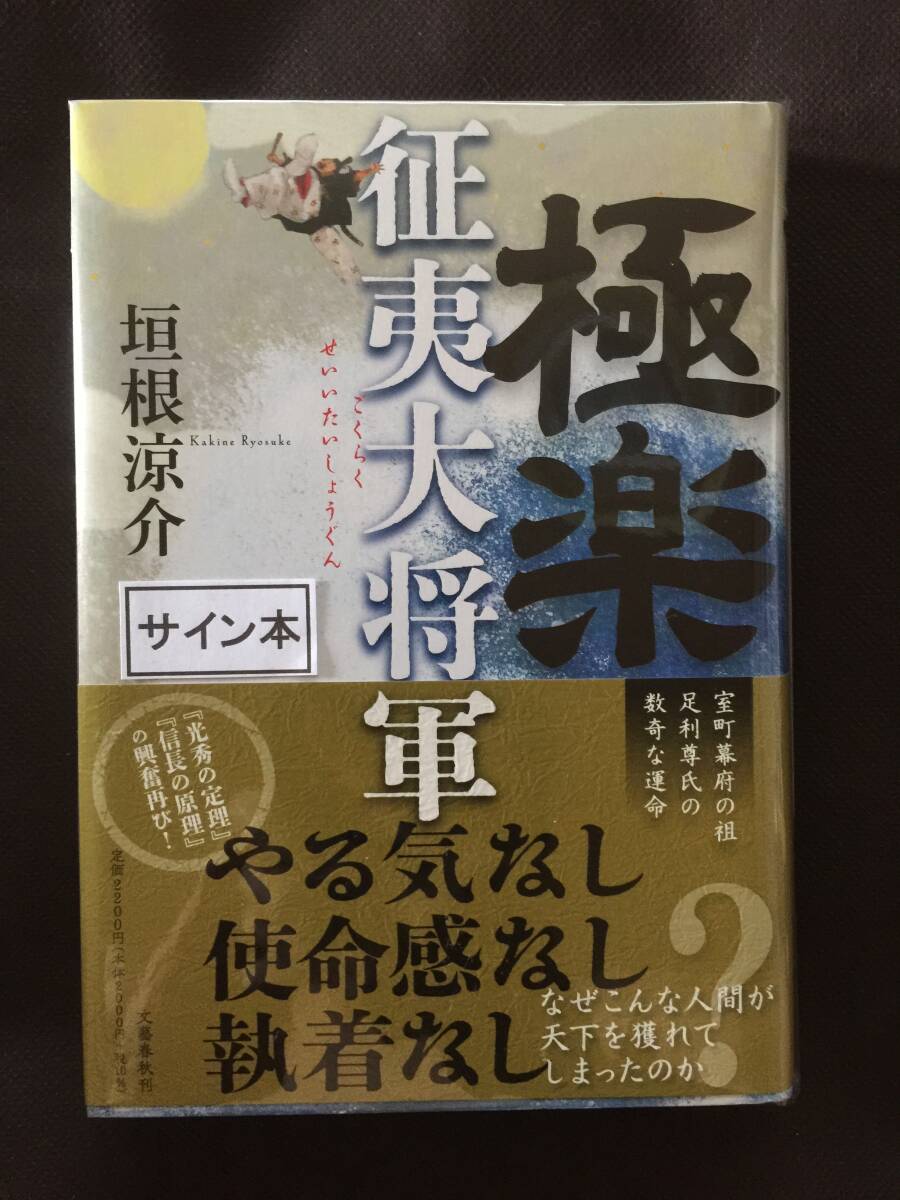 極楽
征夷大将軍
ごくらく
せいいたいしょうぐん
垣根涼介
Kakine Ryosuke
サイン本
室町幕府の祖
足利尊氏の
数奇な運命
やる気なし
使命感なし
執着なし
?
なぜこんな人間が
天下を獲れて
しまったのか
『光秀の定理』
『信長の原理』
の興奮再び!
定価2200円(本体2000円+税10%)
文藝春秋刊